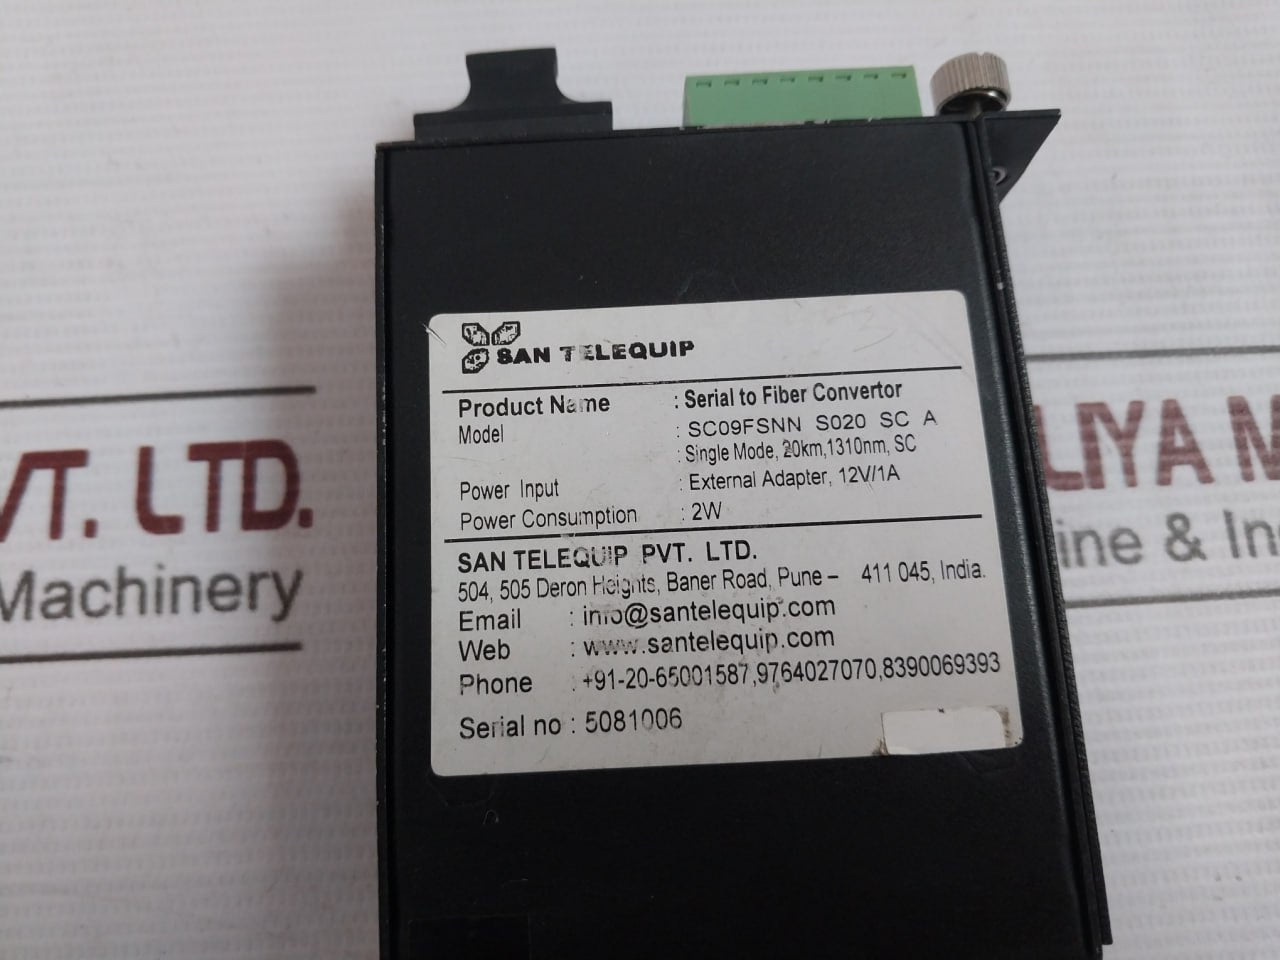 SAN TELEQUIP
Product Name : Serial to Fiber Convertor
Model : SC09FSNN S020 SC A
: Single Mode, 20km,1310nm, SC
Power Input : External Adapter, 12V/1A
Power Consumption : 2W
SAN TELEQUIP PVT. LTD.
504, 505 Deron Heights, Baner Road, Pune – 411 045, India.
Email : info@santelequip.com
Web : www.santelequip.com
Phone : +91-20-65001587,9764027070,8390069393
Serial no : 5081006
VT. LTD.
Machinery
LIYA M
ine & In